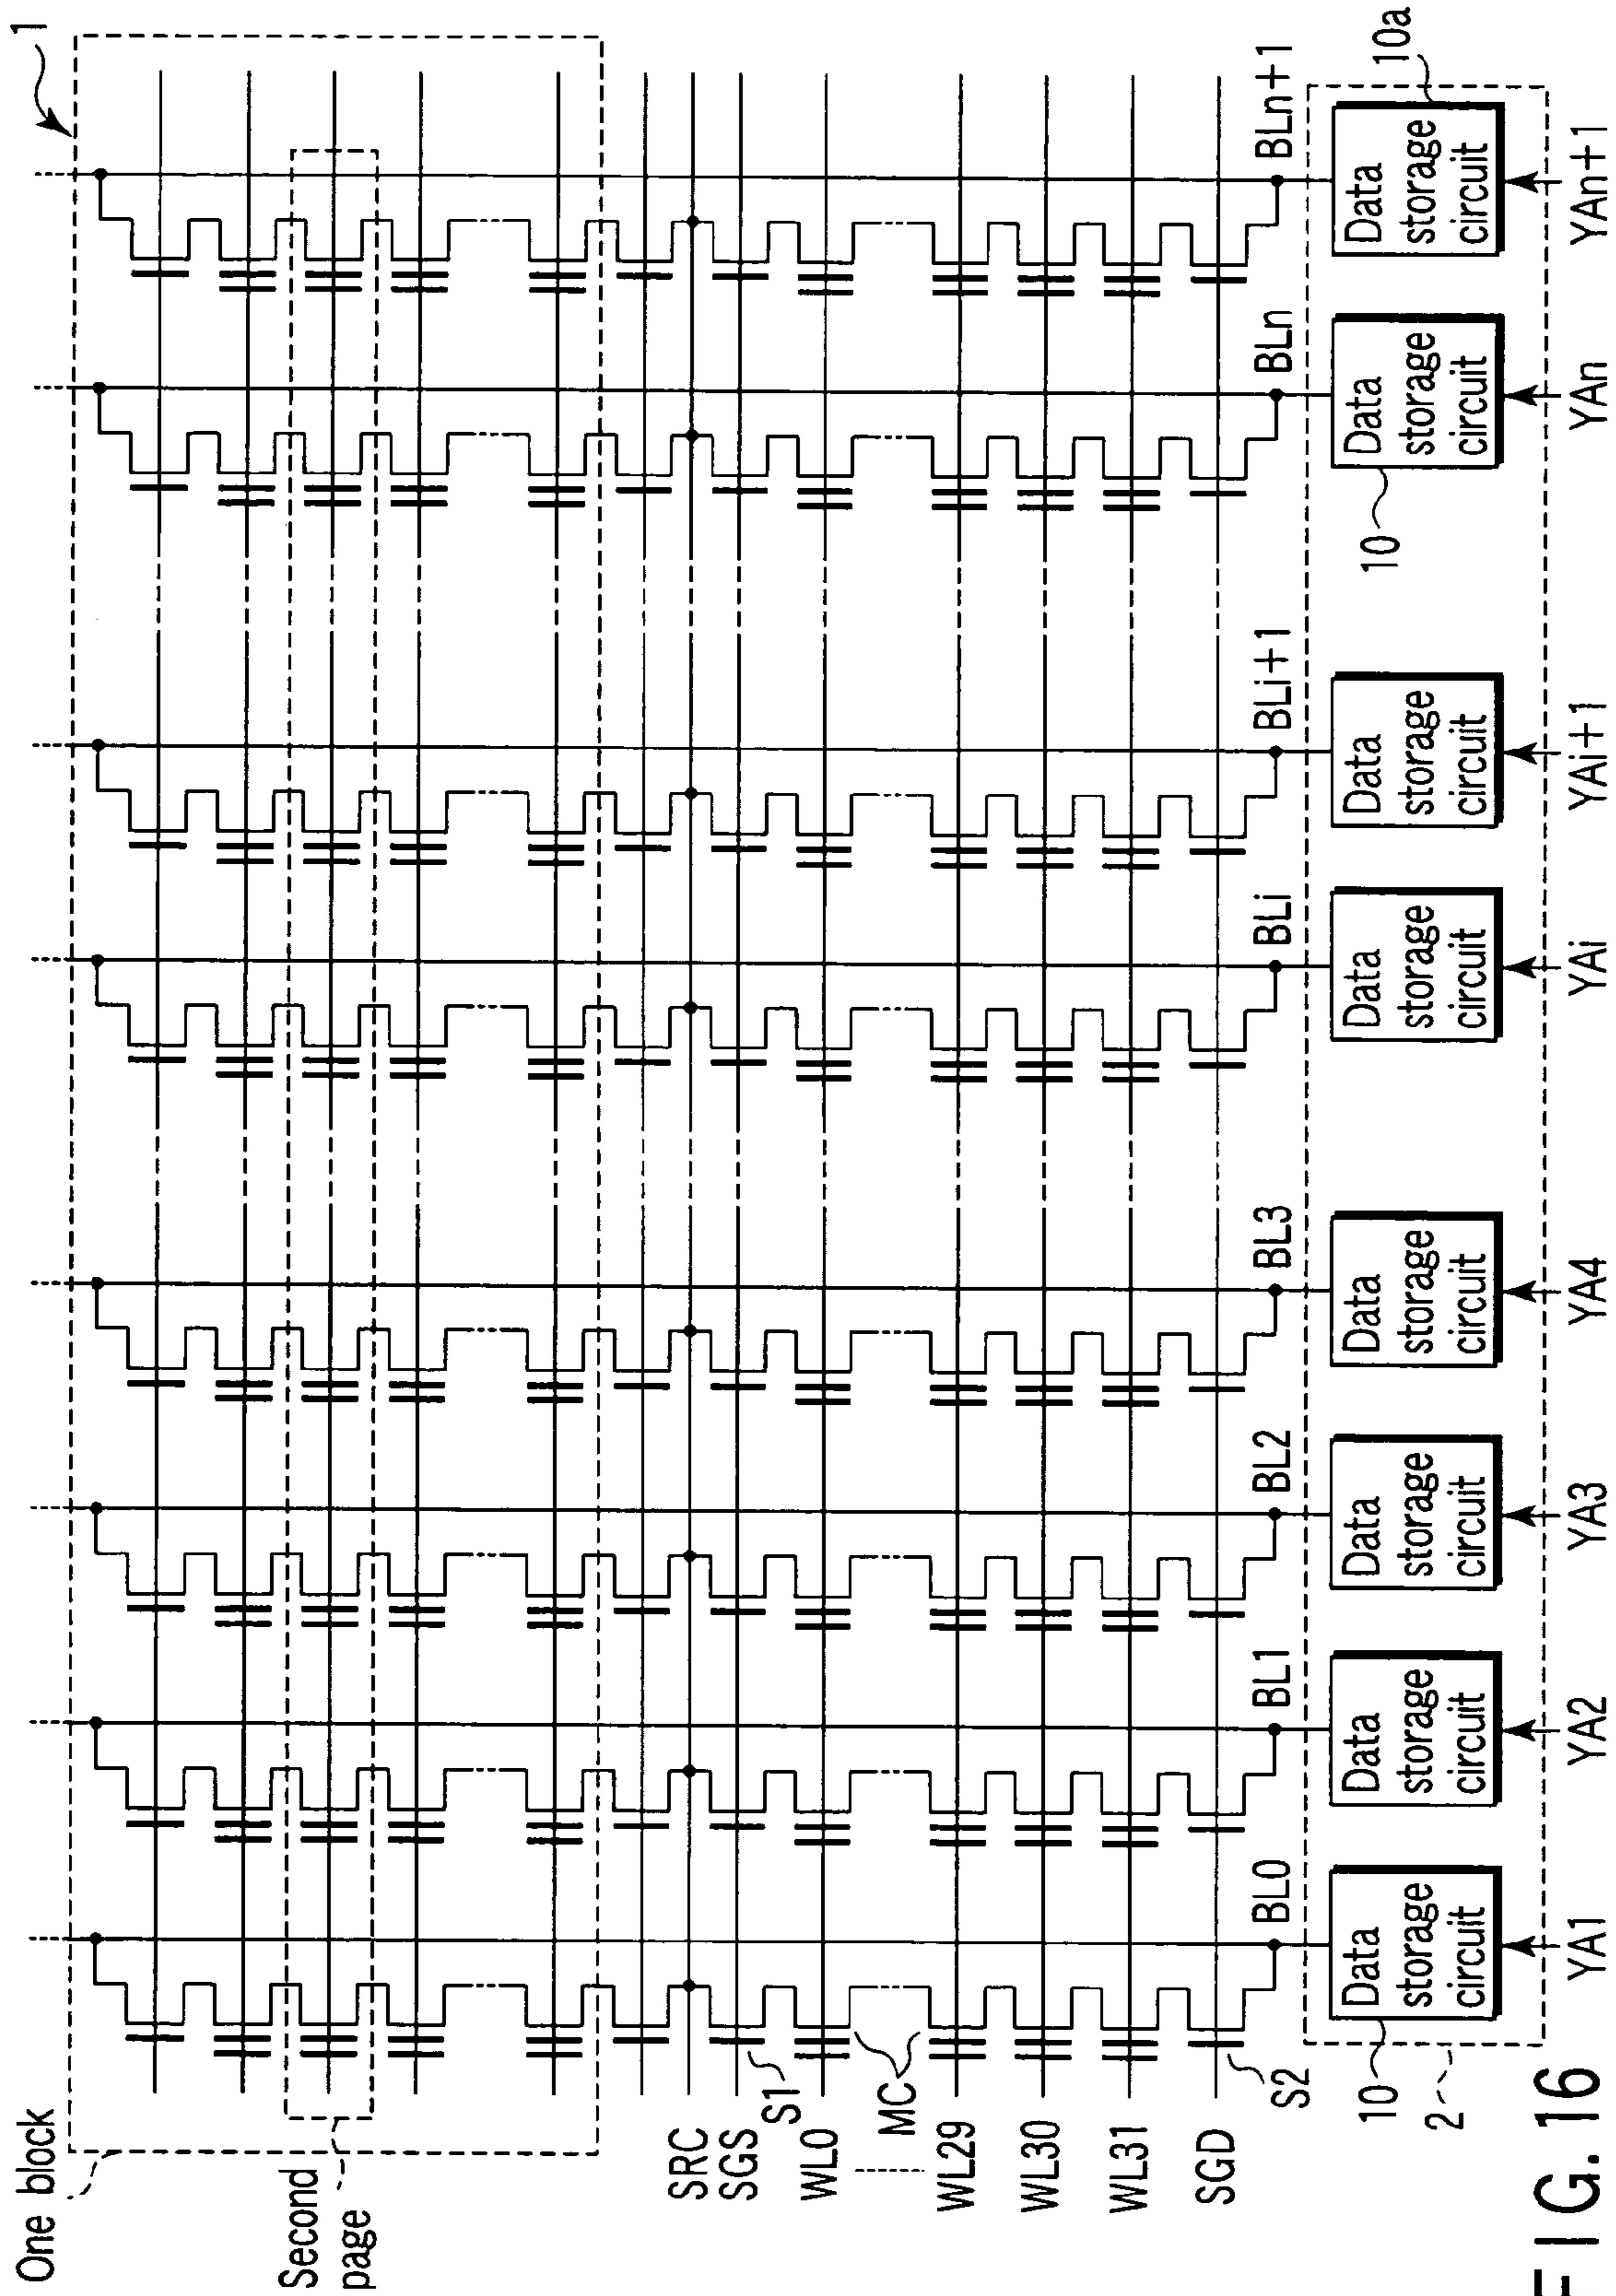 1
One block
Second
page
SRC
SGS
S1
WL0
MC
WL29
WL30
WL31
SGD
S2
BL0
BL1
BL2
BL3
BLi
BLi+1
BLn
BLn+1
10
Data
storage
circuit
Data
storage
circuit
Data
storage
circuit
Data
storage
circuit
Data
storage
circuit
Data
storage
circuit
10
Data
storage
circuit
10a
Data
storage
circuit
2
YA1
YA2
YA3
YA4
YAi
YAi+1
YAn
YAn+1
FIG. 16